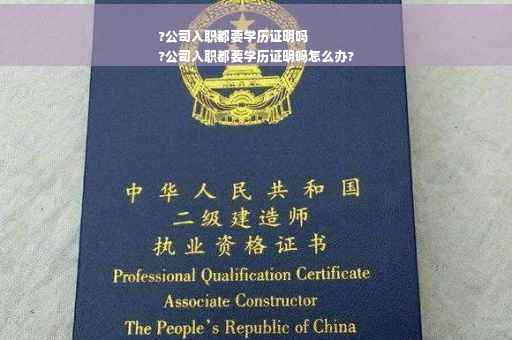 ?公司入职都要学历证明吗
?公司入职都要学历证明吗怎么办?
中华人民共和国
二级建造师
执业资格证书
Professional Qualification Certificate
Associate Constructor
The People's Republic of China